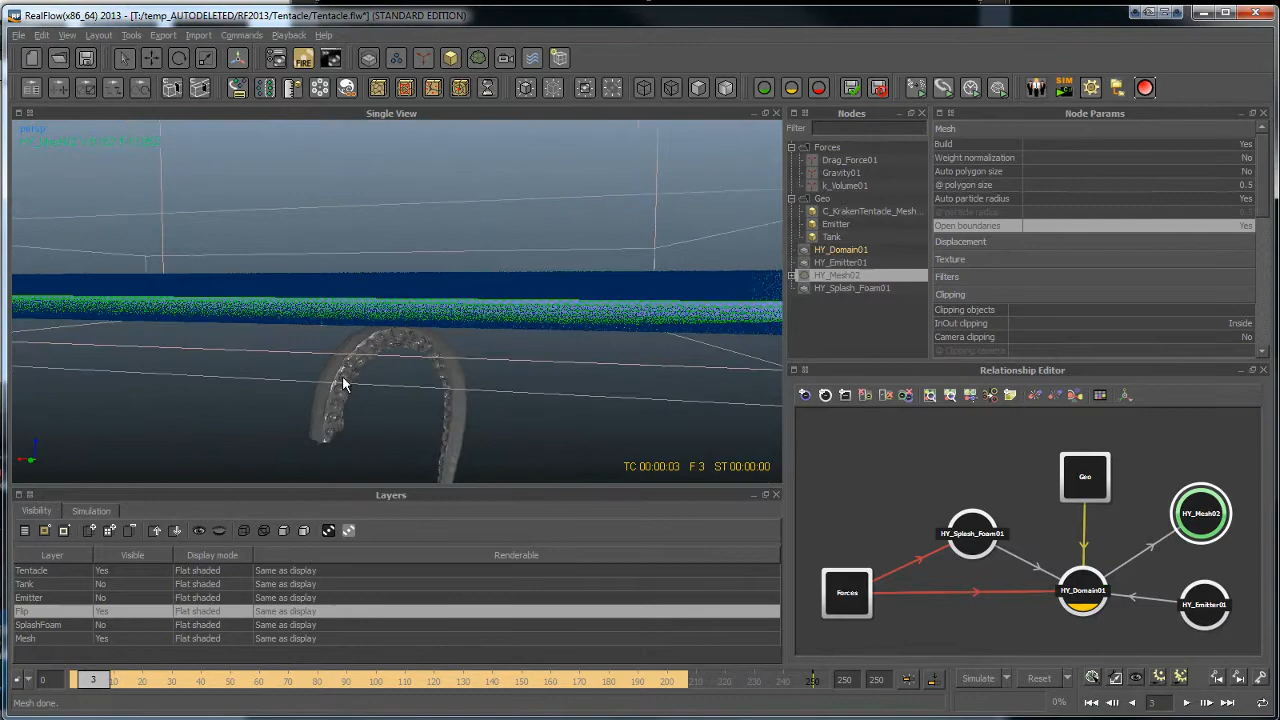 RealFlow(x86_64) 2013 - [T:/temp_AUTODELETED/RF2013/Tentacle/Tentacle.flw*] (STANDARD EDITION)
File Edit View Layout Tools Export Import Commands Playback Help
FIRE
SIM
NOW
Single View
Nodes
Node Params
persp
Filter
Mesh
Forces
Drag_Force01
Gravity01
k_Volume01
Geo
C_KrakenTentacle_Mesh...
Emitter
Tank
HY_Domain01
HY_Emitter01
HY_Mesh02
HY_Splash_Foam01
Build Yes
Weight normalization No
Auto polygon size No
@ polygon size 0.5
Auto particle radius Yes
@ particle radius 0.5
Open boundaries Yes
Displacement
Texture
Filters
Clipping
Clipping objects
InOut clipping Inside
Camera clipping No
Relationship Editor
Geo
HY_Mesh02
HY_Splash_Foam01
Forces
HY_Domain01
HY_Emitter01
TC 00:00:03 F 3 ST 00:00:00
Layers
Visibility Simulation
Layer Visible Display mode Renderable
Tentacle Yes Flat shaded Same as display
Tank No Flat shaded Same as display
Emitter No Flat shaded Same as display
Flip Yes Flat shaded Same as display
SplashFoam No Flat shaded Same as display
Mesh Yes Flat shaded Same as display
0 3 10 20 30 40 50 60 70 80 90 100 110 120 130 140 150 160 170 180 190 200 210 220 230 240 250 250 250
Simulate Reset
Mesh done.
0% 3